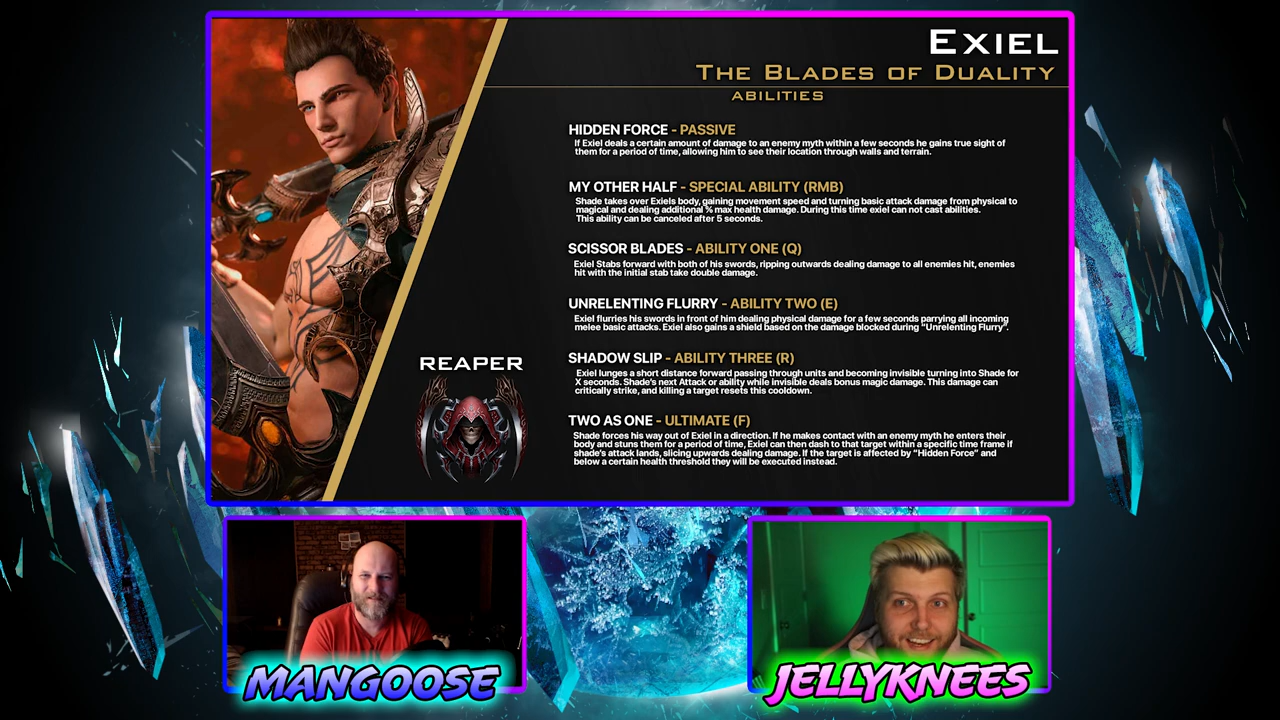 EXIEL
THE BLADES OF DUALITY
ABILITIES
HIDDEN FORCE - PASSIVE
If Exiel deals a certain amount of damage to an enemy myth within a few seconds he gains true sight of
them for a period of time, allowing him to see their location through walls and terrain.
MY OTHER HALF - SPECIAL ABILITY (RMB)
Shade takes over Exiels body, gaining movement speed and turning basic attack damage from physical to
magical and dealing additional % max health damage. During this time exiel can not cast abilities.
This ability can be canceled after 5 seconds.
SCISSOR BLADES - ABILITY ONE (Q)
Exiel Stabs forward with both of his swords, ripping outwards dealing damage to all enemies hit, enemies
hit with the initial stab take double damage.
UNRELENTING FLURRY - ABILITY TWO (E)
Exiel flurries his swords in front of him dealing physical damage for a few seconds parrying all incoming
melee basic attacks. Exiel also gains a shield based on the damage blocked during "Unrelenting Flurry".
REAPER
SHADOW SLIP - ABILITY THREE (R)
Exiel lunges a short distance forward passing through units and becoming invisible turning into Shade for
X seconds. Shade's next Attack or ability while invisible deals bonus magic damage. This damage can
critically strike, and killing a target resets this cooldown.
TWO AS ONE - ULTIMATE (F)
Shade forces his way out of Exiel in a direction. If he makes contact with an enemy myth he enters their
body and stuns them for a period of time, Exiel can then dash to that target within a specific time frame if
shade's attack lands, slicing upwards dealing damage. If the target is affected by "Hidden Force" and
below a certain health threshold they will be executed instead.
MANGOOSE
JELLYKNEES